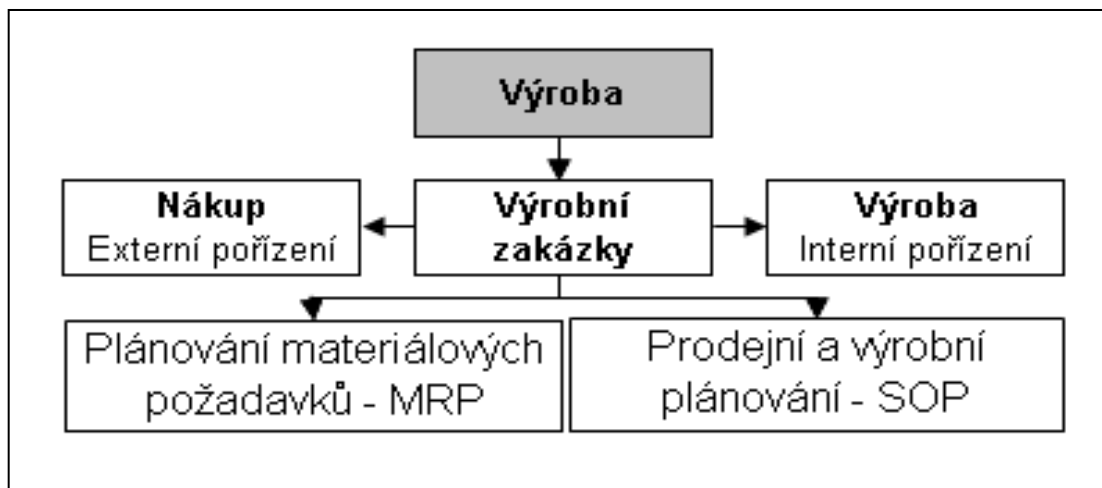 Výroba
Nákup
Externí pořízení
Výrobní
zakázky
Výroba
Interní pořízení
Plánování materiálových
požadavků - MRP
Prodejní a výrobní
plánování - SOP